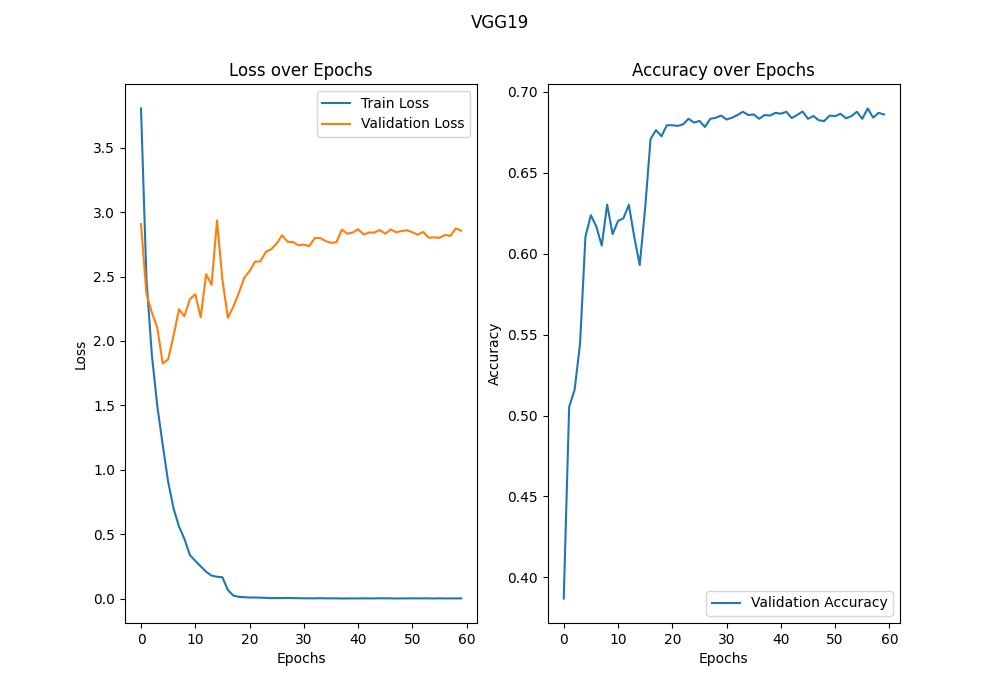 VGG19
Loss over Epochs
Train Loss
Validation Loss
3.5
3.0
2.5
2.0
1.5
1.0
0.5
0.0
Loss
0 10 20 30 40 50 60
Epochs
Accuracy over Epochs
0.70
0.65
0.60
0.55
0.50
0.45
0.40
Accuracy
Validation Accuracy
0 10 20 30 40 50 60
Epochs